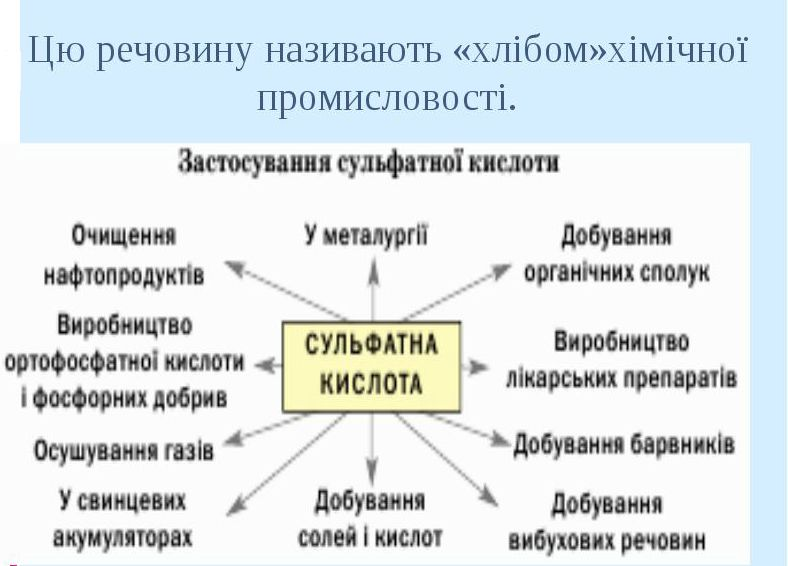 Цю речовину називають «хлібом»хімічної
промисловості.
Застосування сульфатної кислоти
Очищення
нафтопродуктів
У металургії
Добування
органічних сполук
Виробництво
ортофосфатної кислоти
і фосфорних добрив
СУЛЬФАТНА
КИСЛОТА
Виробництво
лікарських препаратів
Осушування газів
Добування барвників
У свинцевих
акумуляторах
Добування
солей і кислот
Добування
вибухових речовин